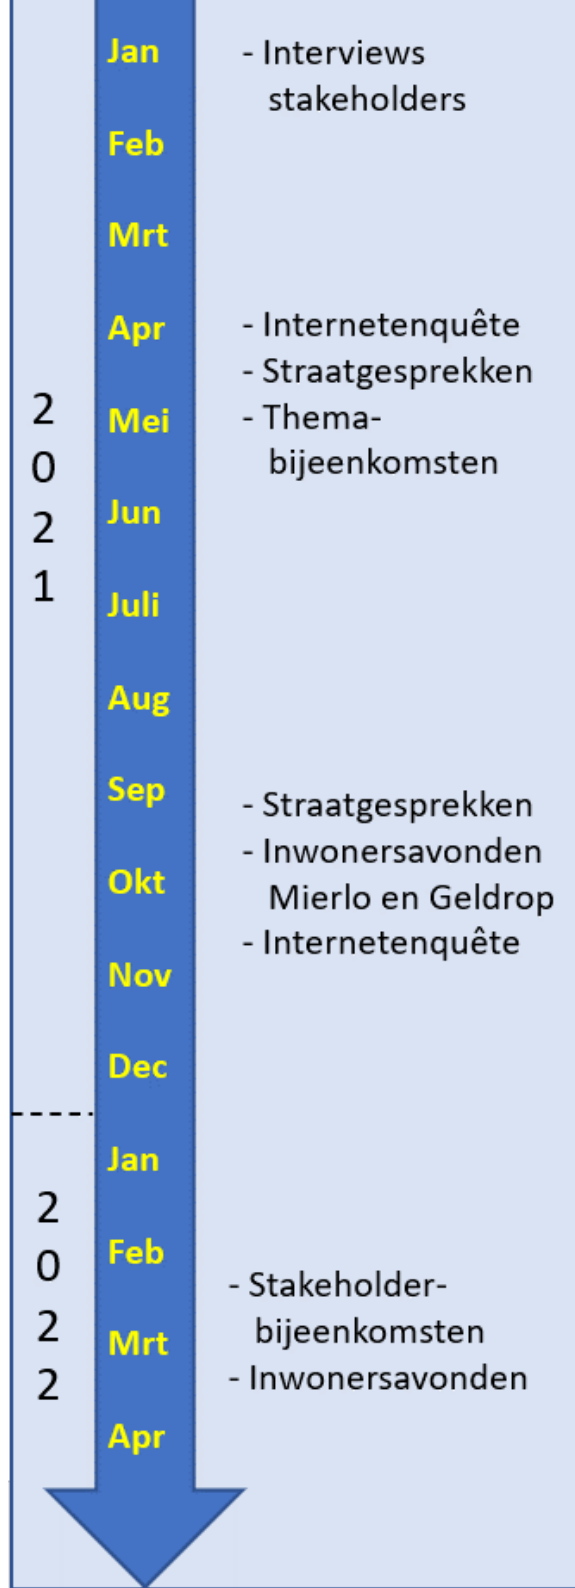 Jan
- Interviews
stakeholders
Feb
Mrt
Apr
- Internetenquête
- Straatgesprekken
Mei
- Thema-
bijeenkomsten
2
0
2
1
Jun
Juli
Aug
Sep
- Straatgesprekken
- Inwonersavonden
Okt
Mierlo en Geldrop
- Internetenquête
Nov
Dec
Jan
2
0
2
2
Feb
- Stakeholder-
bijeenkomsten
Mrt
- Inwonersavonden
Apr